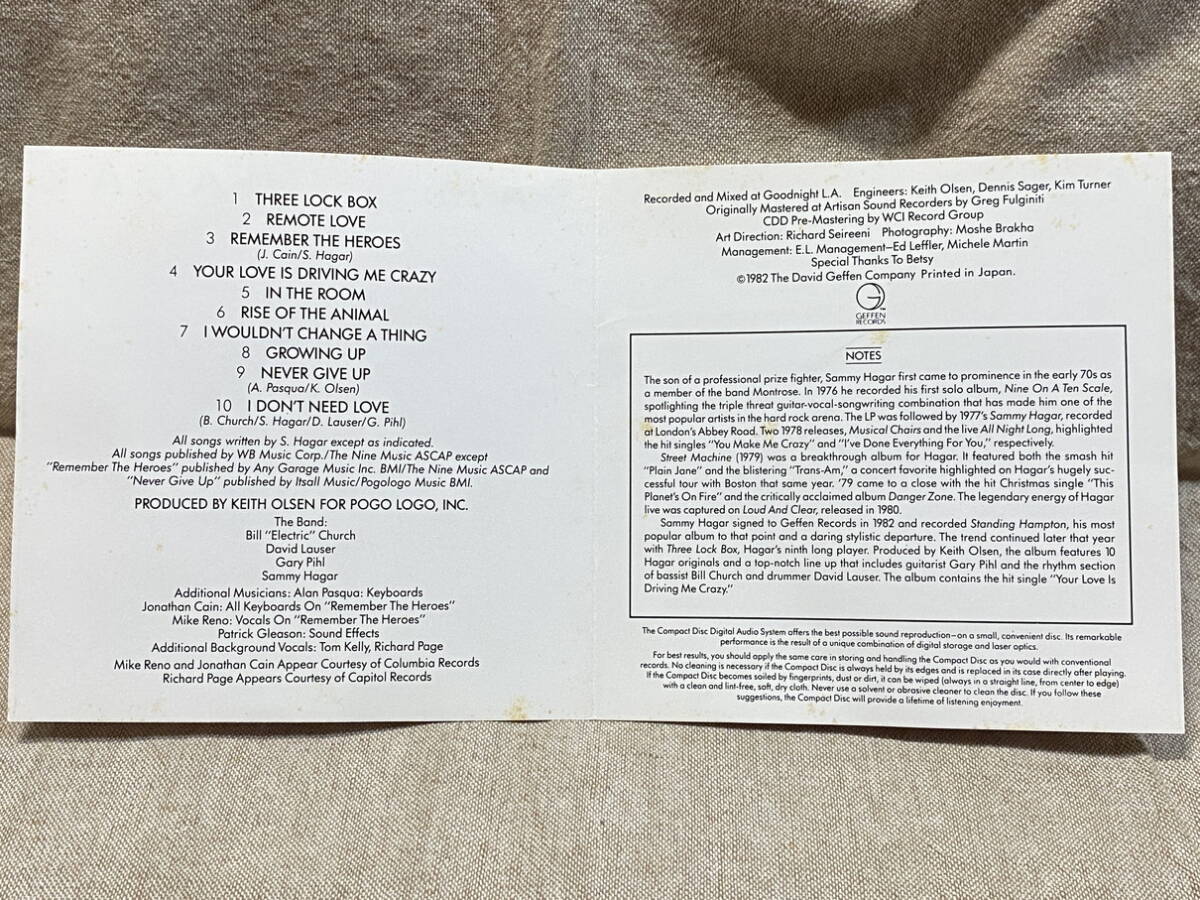 1 THREE LOCK BOX
2 REMOTE LOVE
3 REMEMBER THE HEROES
(J. Cain/S. Hagar)
4 YOUR LOVE IS DRIVING ME CRAZY
5 IN THE ROOM
6 RISE OF THE ANIMAL
7 I WOULDN'T CHANGE A THING
8 GROWING UP
9 NEVER GIVE UP
(A. Pasqua/K. Olsen)
10 I DON'T NEED LOVE
(B. Church/S. Hagar/D. Lauser/G. Pihl)
All songs written by S. Hagar except as indicated.
All songs published by WB Music Corp./The Nine Music ASCAP except
"Remember The Heroes" published by Any Garage Music Inc. BMI/The Nine Music ASCAP and
"Never Give Up" published by Itsall Music/Pogologo Music BMI.
PRODUCED BY KEITH OLSEN FOR POGO LOGO, INC.
The Band:
Bill "Electric" Church
David Lauser
Gary Pihl
Sammy Hagar
Additional Musicians: Alan Pasqua: Keyboards
Jonathan Cain: All Keyboards On "Remember The Heroes"
Mike Reno: Vocals On "Remember The Heroes"
Patrick Gleason: Sound Effects
Additional Background Vocals: Tom Kelly, Richard Page
Mike Reno and Jonathan Cain Appear Courtesy of Columbia Records
Richard Page Appears Courtesy of Capitol Records
Recorded and Mixed at Goodnight L.A. Engineers: Keith Olsen, Dennis Sager, Kim Turner
Originally Mastered at Artisan Sound Recorders by Greg Fulginiti
CDD Pre-Mastering by WCI Record Group
Art Direction: Richard Seireeni Photography: Moshe Brakha
Management: E.L. Management–Ed Leffler, Michele Martin
Special Thanks To Betsy
©1982 The David Geffen Company Printed in Japan.
GEFFEN
RECORDS
NOTES
The son of a professional prize fighter, Sammy Hagar first came to prominence in the early 70s as
a member of the band Montrose. In 1976 he recorded his first solo album, Nine On A Ten Scale,
spotlighting the triple threat guitar-vocal-songwriting combination that has made him one of the
most popular artists in the hard rock arena. The LP was followed by 1977's Sammy Hagar, recorded
at London's Abbey Road. Two 1978 releases, Musical Chairs and the live All Night Long, highlighted
the hit singles "You Make Me Crazy" and "I've Done Everything For You," respectively.
Street Machine (1979) was a breakthrough album for Hagar. It featured both the smash hit
"Plain Jane" and the blistering "Trans-Am," a concert favorite highlighted on Hagar's hugely suc-
cessful tour with Boston that same year. '79 came to a close with the hit Christmas single "This
Planet's On Fire" and the critically acclaimed album Danger Zone. The legendary energy of Hagar
live was captured on Loud And Clear, released in 1980.
Sammy Hagar signed to Geffen Records in 1982 and recorded Standing Hampton, his most
popular album to that point and a daring stylistic departure. The trend continued later that year
with Three Lock Box, Hagar's ninth long player. Produced by Keith Olsen, the album features 10
Hagar originals and a top-notch line up that includes guitarist Gary Pihl and the rhythm section
of bassist Bill Church and drummer David Lauser. The album contains the hit single "Your Love Is
Driving Me Crazy."
The Compact Disc Digital Audio System offers the best possible sound reproduction–on a small, convenient disc. Its remarkable
performance is the result of a unique combination of digital storage and laser optics.
For best results, you should apply the same care in storing and handling the Compact Disc as you would with conventional
records. No cleaning is necessary if the Compact Disc is always held by its edges and is replaced in its case directly after playing.
If the Compact Disc becomes soiled by fingerprints, dust or dirt, it can be wiped (always in a straight line, from center to edge)
with a clean and lint-free, soft, dry cloth. Never use a solvent or abrasive cleaner to clean the disc. If you follow these
suggestions, the Compact Disc will provide a lifetime of listening enjoyment.